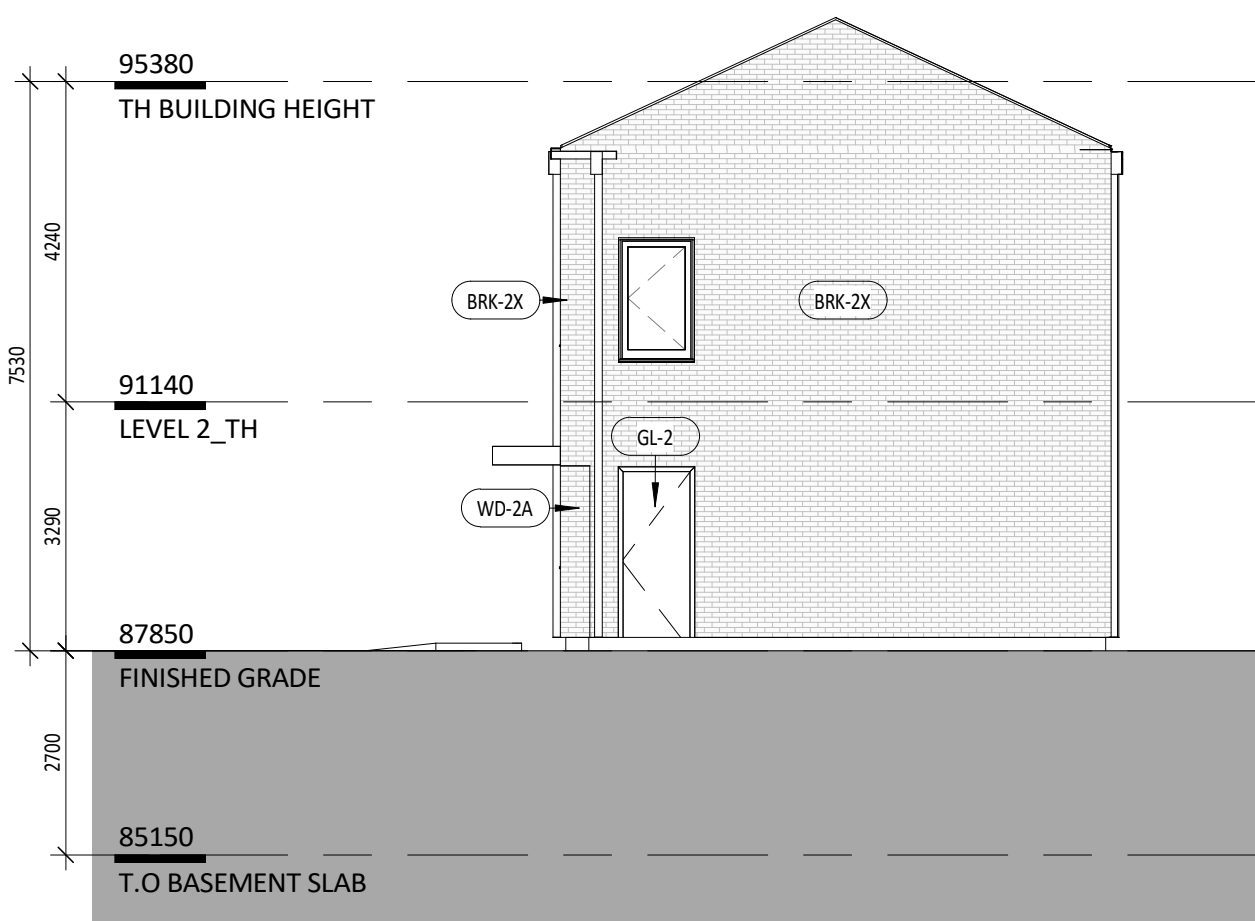 95380
TH BUILDING HEIGHT
4240
7530
BRK-2X
BRK-2X
91140
LEVEL 2_TH
GL-2
WD-2A
3290
87850
FINISHED GRADE
2700
85150
T.O BASEMENT SLAB